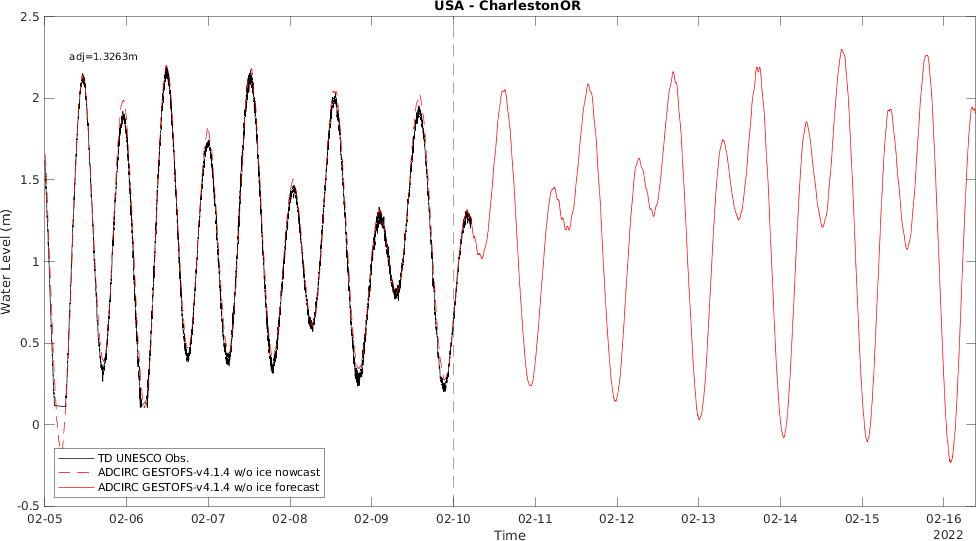 USA - CharlestonOR
adj=1.3263m
2.5
2
1.5
1
0.5
0
-0.5
Water Level (m)
TD UNESCO Obs.
ADCIRC GESTOFS-v4.1.4 w/o ice nowcast
ADCIRC GESTOFS-v4.1.4 w/o ice forecast
02-05 02-06 02-07 02-08 02-09 02-10 02-11 02-12 02-13 02-14 02-15 02-16
Time
2022